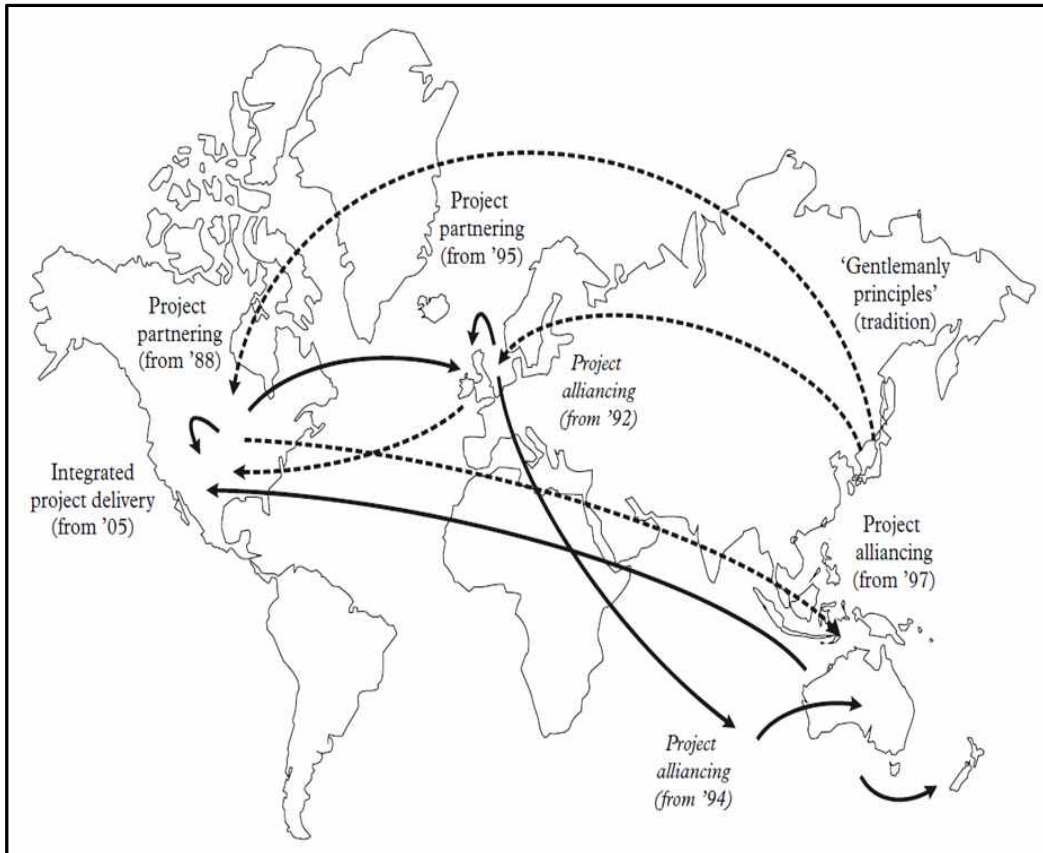 Project
partnering
(from ’95)
‘Gentlemanly
principles’
(tradition)
Project
partnering
(from ’88)
Project
alliancing
(from ’92)
Integrated
project delivery
(from ’05)
Project
alliancing
(from ’97)
Project
alliancing
(from ’94)